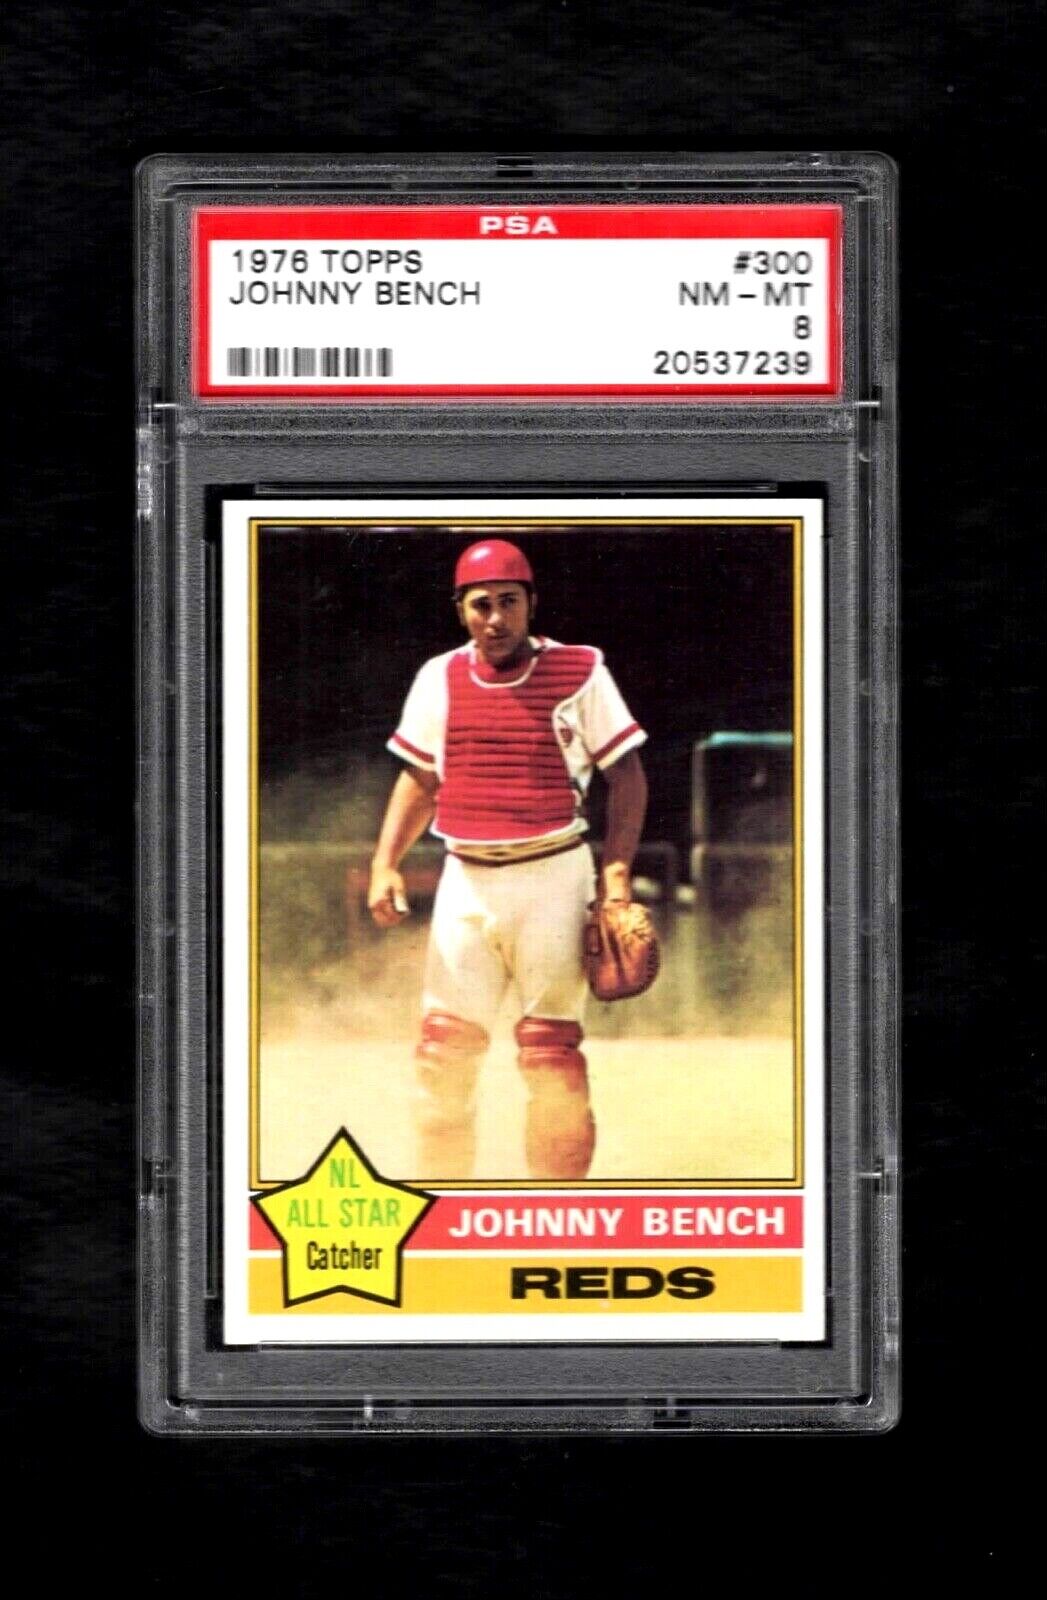 PSA
1976 TOPPS #300
JOHNNY BENCH NM - MT
8
20537239
NL
ALL STAR
Catcher
JOHNNY BENCH
REDS